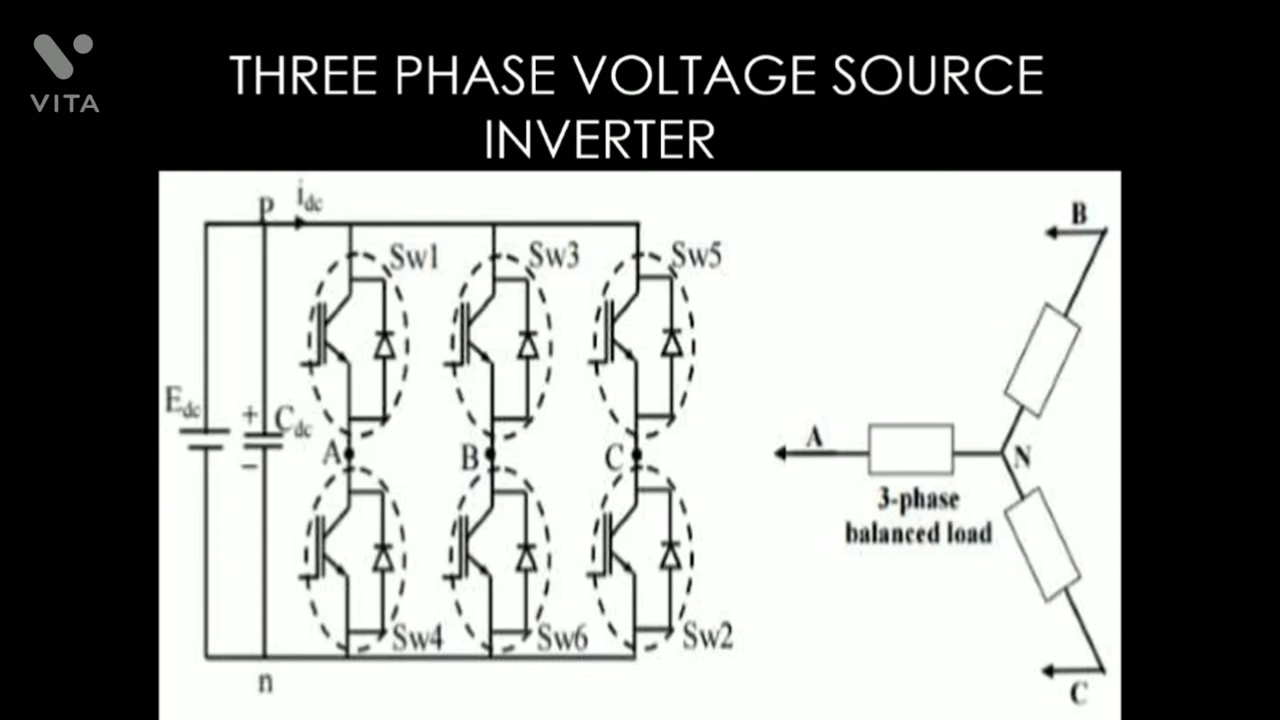 VITA
THREE PHASE VOLTAGE SOURCE
INVERTER
p
idc
Sw1
Sw3
Sw5
B
Edc
+
Cdc
A
B
C
A
N
−
3-phase
balanced load
Sw4
Sw6
Sw2
n
C